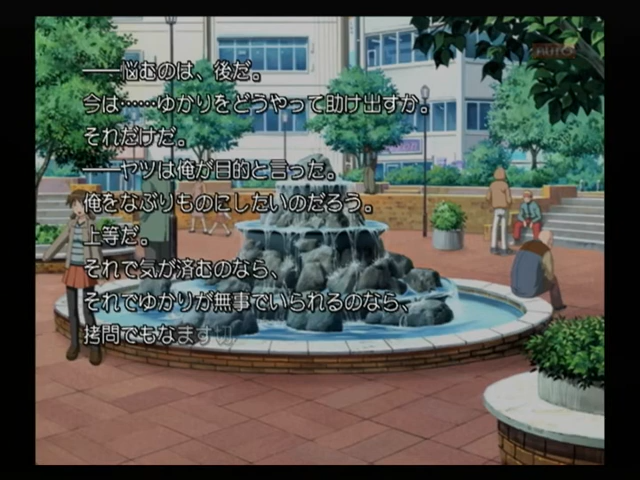 AUTO
――悩むのは、後だ。
今は……ゆかりをどうやって助け出すか。
それだけだ。
――ヤツは俺が目的と言った。
俺をなぶりものにしたいのだろう。
上等だ。
それで気が済むのなら、
それでゆかりが無事でいられるのなら、
拷問でもなます切